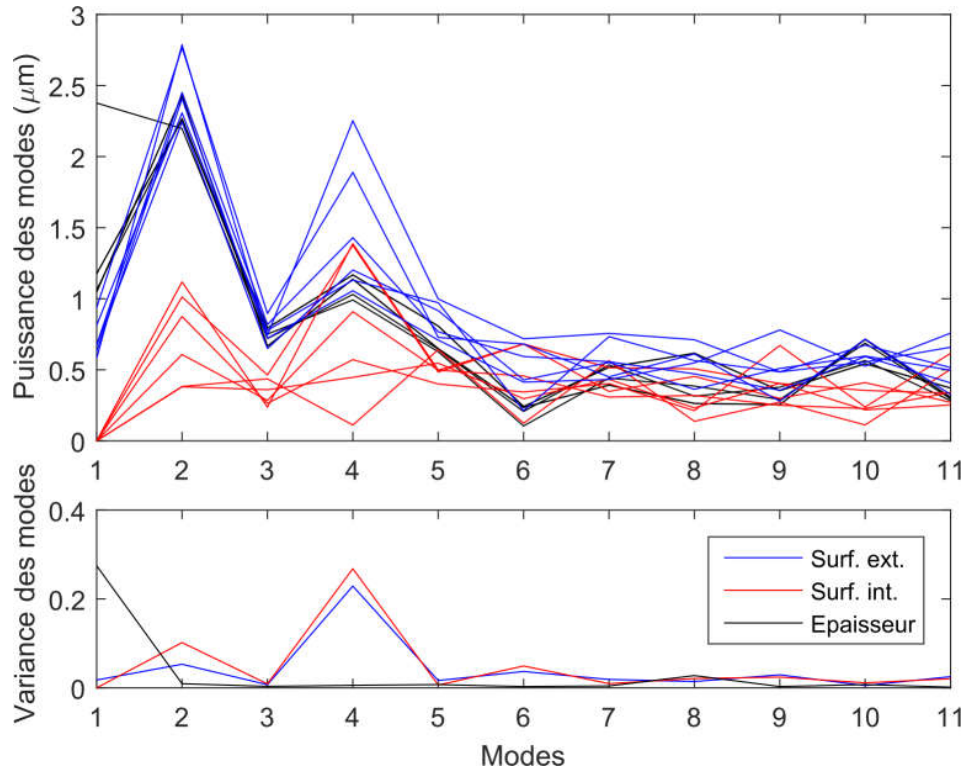 Puissance des modes (μm)
3
2.5
2
1.5
1
0.5
0
1 2 3 4 5 6 7 8 9 10 11
Variance des modes
0.4
0.2
0
Surf. ext.
Surf. int.
Epaisseur
1 2 3 4 5 6 7 8 9 10 11
Modes